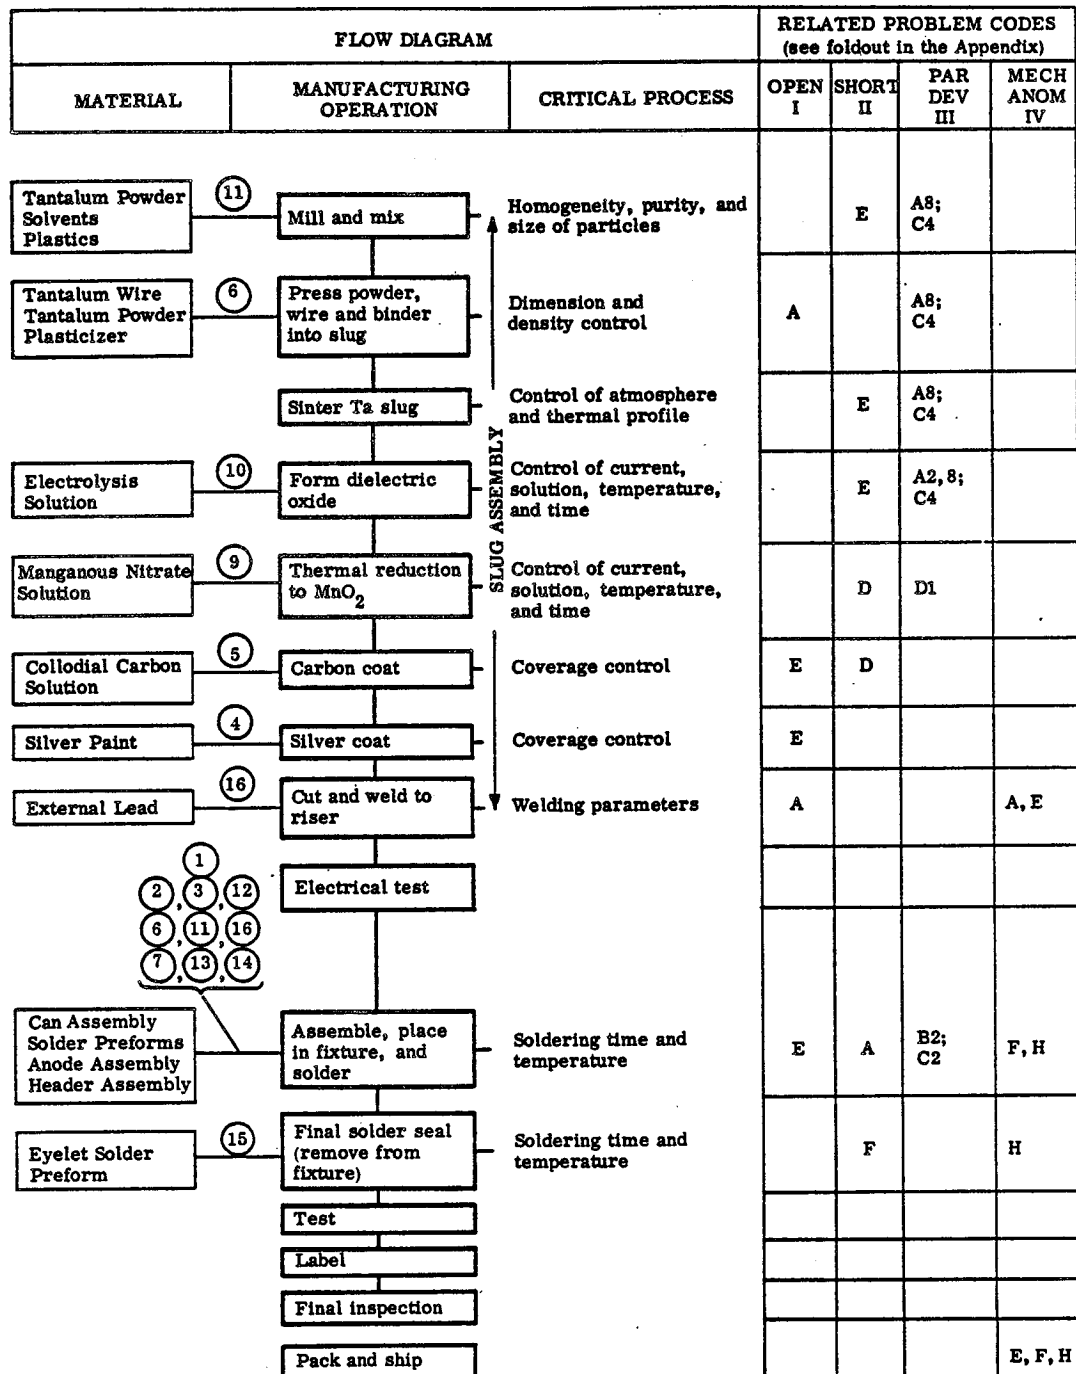 FLOW DIAGRAM
RELATED PROBLEM CODES
(see foldout in the Appendix)
MATERIAL
MANUFACTURING
OPERATION
CRITICAL PROCESS
OPEN
I
SHORT
II
PAR
DEV
III
MECH
ANOM
IV
Tantalum Powder
Solvents
Plastics
11
Mill and mix
Homogeneity, purity, and
size of particles
E
A8;
C4
Tantalum Wire
Tantalum Powder
Plasticizer
6
Press powder,
wire and binder
into slug
Dimension and
density control
A
A8;
C4
Sinter Ta slug
Control of atmosphere
and thermal profile
E
A8;
C4
SLUG ASSEMBLY
Electrolysis
Solution
10
Form dielectric
oxide
Control of current,
solution, temperature,
and time
E
A2, 8;
C4
Manganous Nitrate
Solution
9
Thermal reduction
to MnO2
Control of current,
solution, temperature,
and time
D
D1
Collodial Carbon
Solution
5
Carbon coat
Coverage control
E
D
Silver Paint
4
Silver coat
Coverage control
E
External Lead
16
Cut and weld to
riser
Welding parameters
A
A, E
Electrical test
1
2, 3, 12
6, 11, 16
7, 13, 14
Can Assembly
Solder Preforms
Anode Assembly
Header Assembly
Assemble, place
in fixture, and
solder
Soldering time and
temperature
E
A
B2;
C2
F, H
Eyelet Solder
Preform
15
Final solder seal
(remove from
fixture)
Soldering time and
temperature
F
H
Test
Label
Final inspection
Pack and ship
E, F, H